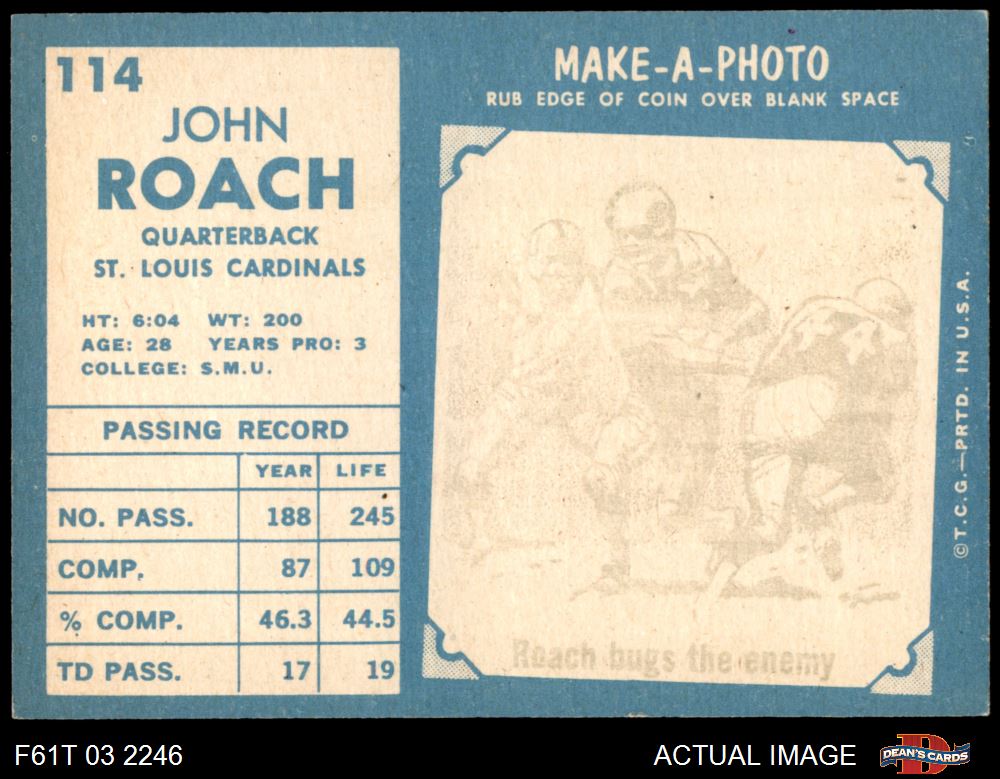 114
JOHN
ROACH
QUARTERBACK
ST. LOUIS CARDINALS
HT: 6:04 WT: 200
AGE: 28 YEARS PRO: 3
COLLEGE: S.M.U.
PASSING RECORD
YEAR LIFE
NO. PASS. 188 245
COMP. 87 109
% COMP. 46.3 44.5
TD PASS. 17 19
MAKE-A-PHOTO
RUB EDGE OF COIN OVER BLANK SPACE
Roach bugs the enemy
©T.C.G.—PRTD. IN U.S.A.
F61T 03 2246
ACTUAL IMAGE
D
DEAN'S CARDS